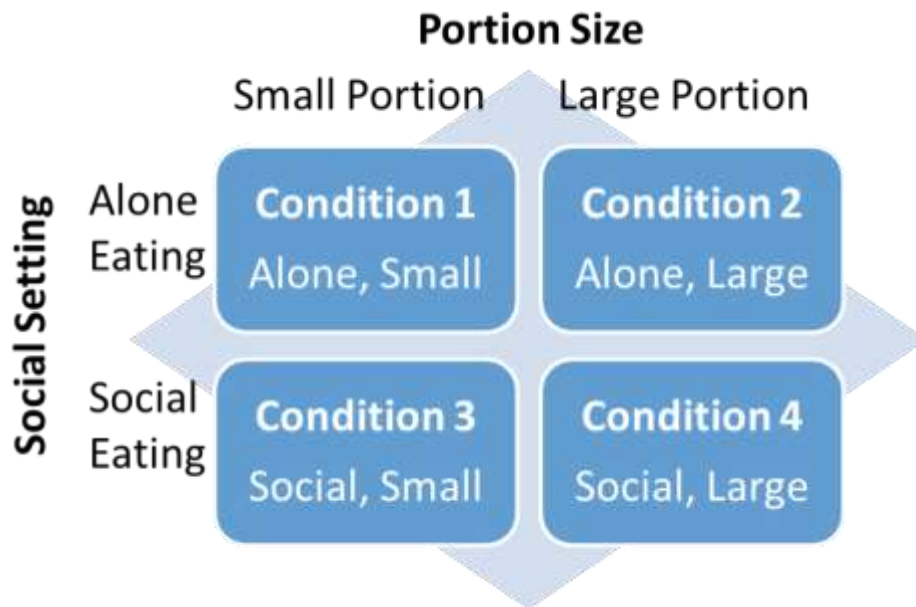 Portion Size
Small Portion
Large Portion
Social Setting
Alone
Eating
Condition 1
Alone, Small
Condition 2
Alone, Large
Social
Eating
Condition 3
Social, Small
Condition 4
Social, Large